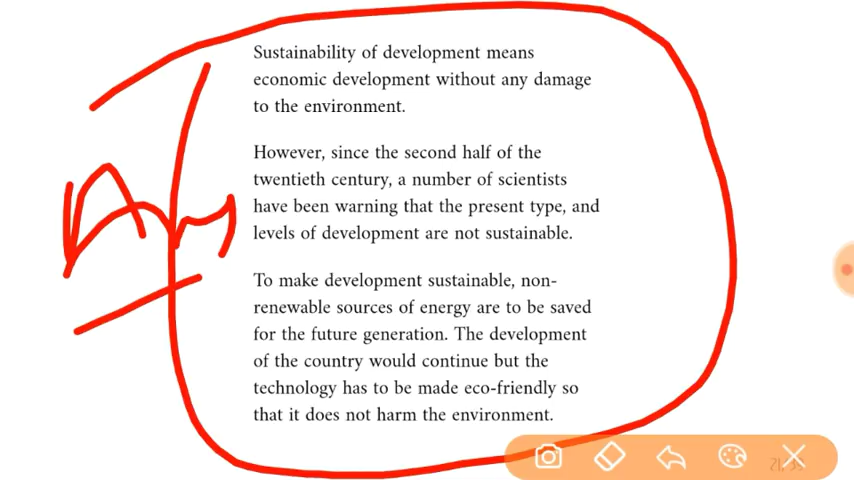 Sustainability of development means
economic development without any damage
to the environment.
However, since the second half of the
twentieth century, a number of scientists
have been warning that the present type, and
levels of development are not sustainable.
To make development sustainable, non-
renewable sources of energy are to be saved
for the future generation. The development
of the country would continue but the
technology has to be made eco-friendly so
that it does not harm the environment.